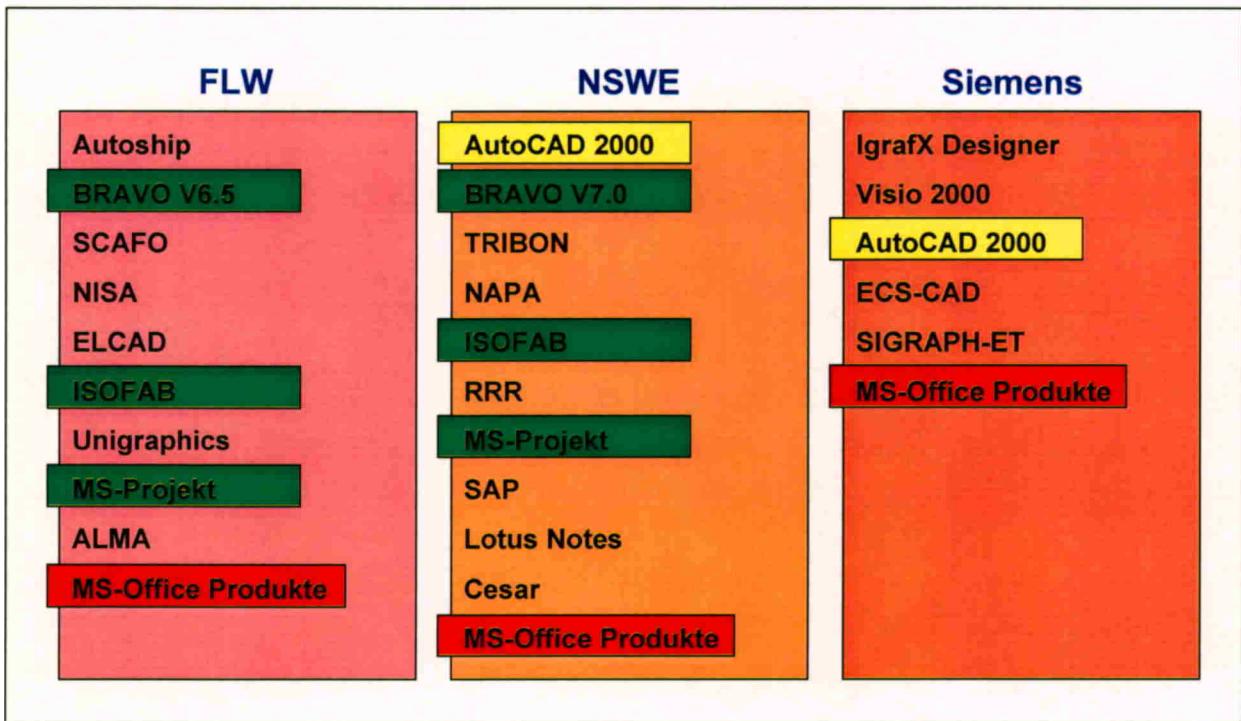 FLW
Autoship
BRAVO V6.5
SCAFO
NISA
ELCAD
ISOFAB
Unigraphics
MS-Projekt
ALMA
MS-Office Produkte
NSWE
AutoCAD 2000
BRAVO V7.0
TRIBON
NAPA
ISOFAB
RRR
MS-Projekt
SAP
Lotus Notes
Cesar
MS-Office Produkte
Siemens
IgrafX Designer
Visio 2000
AutoCAD 2000
ECS-CAD
SIGRAPH-ET
MS-Office Produkte